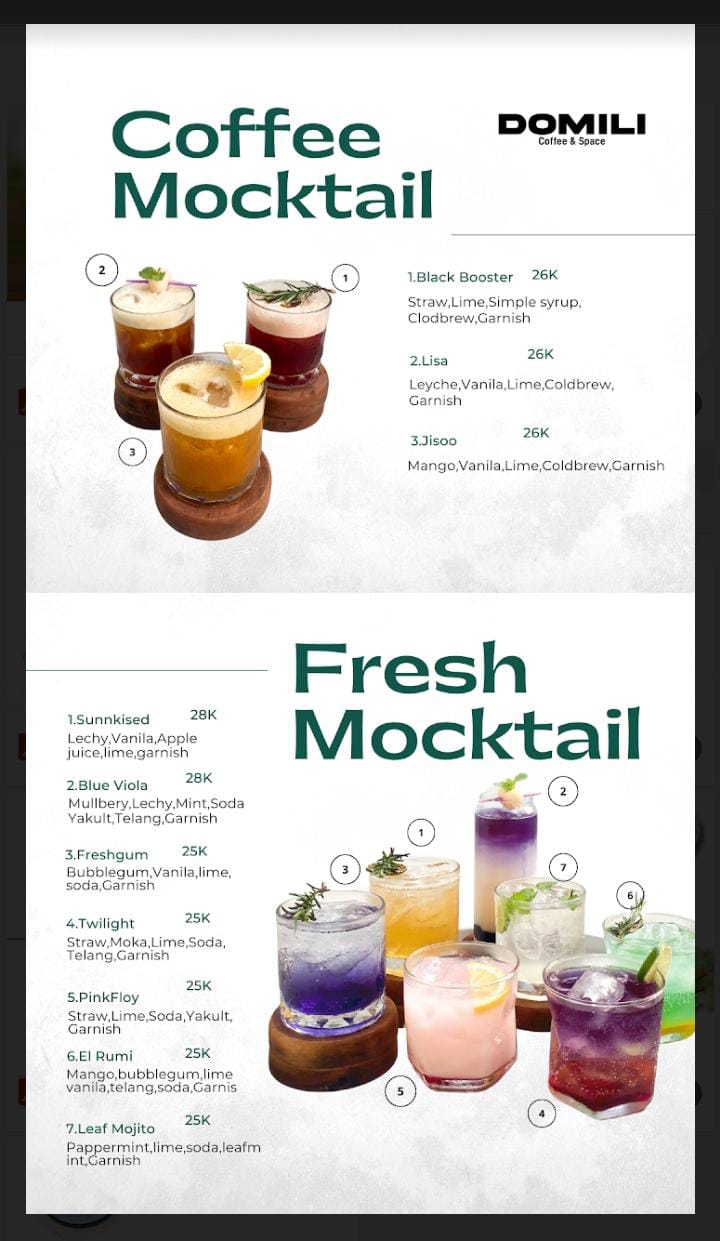 Coffee
Mocktail
DOMILI
Coffee & Space
2
1
3
1.Black Booster 26K
Straw,Lime,Simple syrup,
Clodbrew,Garnish
2.Lisa 26K
Leyche,Vanila,Lime,Coldbrew,
Garnish
3.Jisoo 26K
Mango,Vanila,Lime,Coldbrew,Garnish
Fresh
Mocktail
1.Sunnkised 28K
Lechy,Vanila,Apple
juice,lime,garnish
2.Blue Viola 28K
Mullbery,Lechy,Mint,Soda
Yakult,Telang,Garnish
3.Freshgum 25K
Bubblegum,Vanila,lime,
soda,Garnish
4.Twilight 25K
Straw,Moka,Lime,Soda,
Telang,Garnish
5.PinkFloy 25K
Straw,Lime,Soda,Yakult,
Garnish
6.El Rumi 25K
Mango,bubblegum,lime
vanila,telang,soda,Garnis
7.Leaf Mojito 25K
Pappermint,lime,soda,leafm
int,Garnish
2
1
3
7
6
5
4